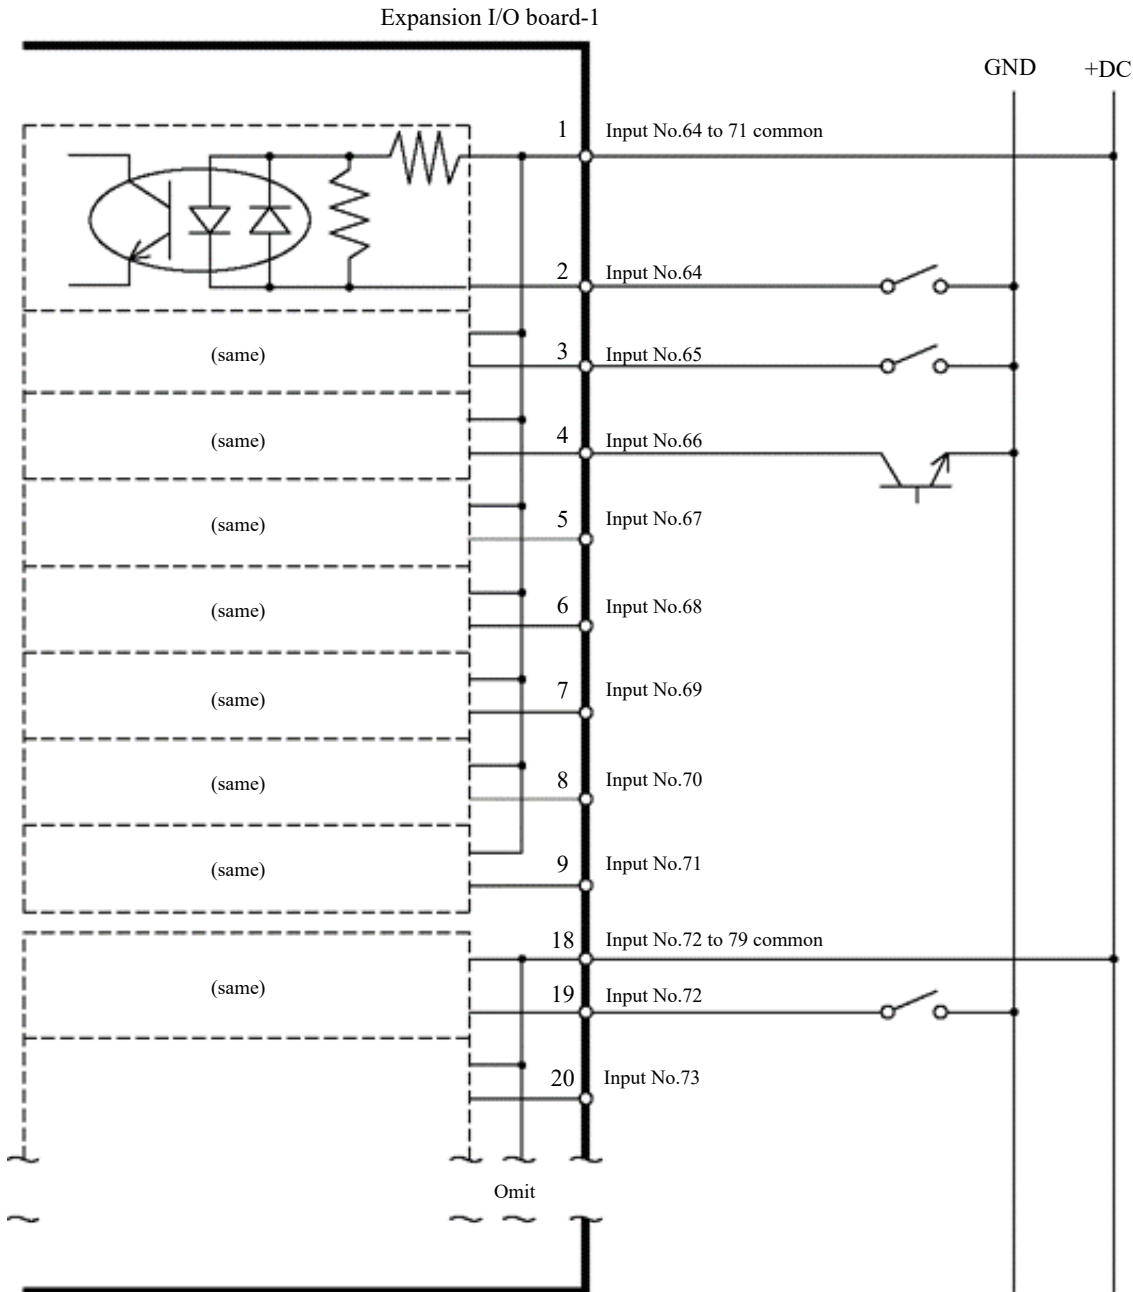 Expansion I/O board-1
GND +DC
1 Input No.64 to 71 common
2 Input No.64
(same) 3 Input No.65
(same) 4 Input No.66
(same) 5 Input No.67
(same) 6 Input No.68
(same) 7 Input No.69
(same) 8 Input No.70
(same) 9 Input No.71
18 Input No.72 to 79 common
(same) 19 Input No.72
20 Input No.73
Omit